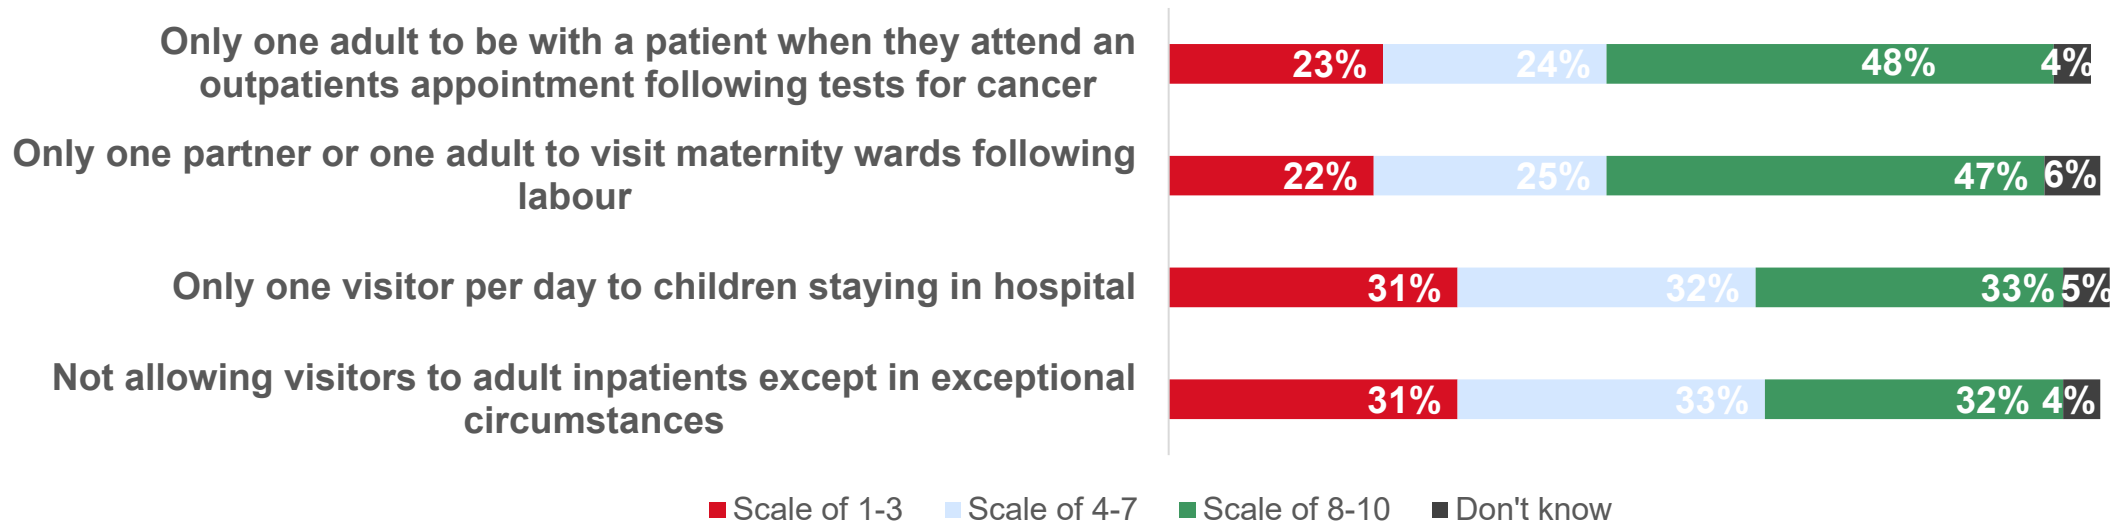 Only one adult to be with a patient when they attend an
outpatients appointment following tests for cancer
23% 24% 48% 4%
Only one partner or one adult to visit maternity wards following
labour
22% 25% 47% 6%
Only one visitor per day to children staying in hospital
31% 32% 33% 5%
Not allowing visitors to adult inpatients except in exceptional
circumstances
31% 33% 32% 4%
Scale of 1-3 Scale of 4-7 Scale of 8-10 Don't know